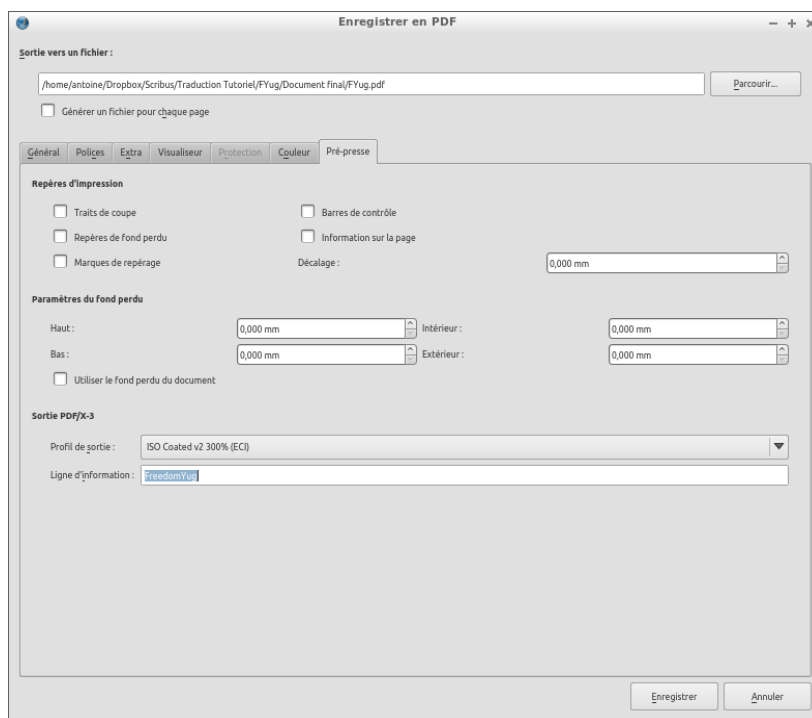 Enregistrer en PDF
Sortie vers un fichier :
/home/antoine/Dropbox/Scribus/Traduction Tutoriel/FYug/Document final/FYug.pdf Parcourir...
Générer un fichier pour chaque page
Général Polices Extra Visualiseur Protection Couleur Pré-presse
Repères d'impression
Traits de coupe Barres de contrôle
Repères de fond perdu Information sur la page
Marques de repérage Décalage : 0,000 mm
Paramètres du fond perdu
Haut : 0,000 mm Intérieur : 0,000 mm
Bas : 0,000 mm Extérieur : 0,000 mm
Utiliser le fond perdu du document
Sortie PDF/X-3
Profil de sortie : ISO Coated v2 300% (ECI)
Ligne d'information : FreedomYug
Enregistrer Annuler